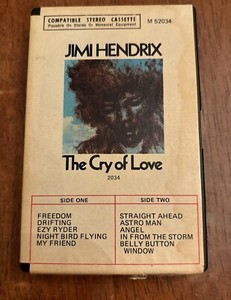 COMPATIBLE STEREO CASSETTE
Playable On Stereo Or Monaural Equipment
M 52034
JIMI HENDRIX
The Cry of Love
2034
SIDE ONE
FREEDOM
DRIFTING
EZY RYDER
NIGHT BIRD FLYING
MY FRIEND
SIDE TWO
STRAIGHT AHEAD
ASTRO MAN
ANGEL
IN FROM THE STORM
BELLY BUTTON
WINDOW